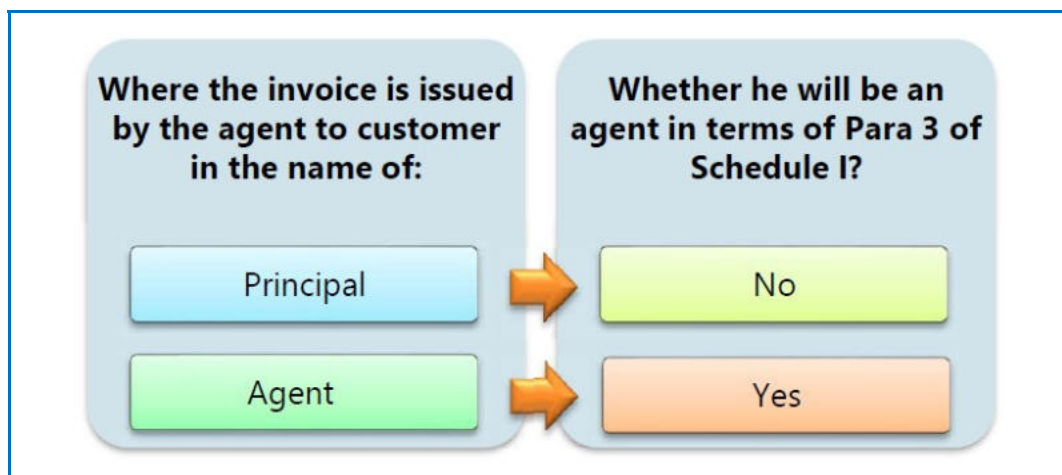 Where the invoice is issued
by the agent to customer
in the name of:
Whether he will be an
agent in terms of Para 3 of
Schedule I?
Principal
No
Agent
Yes